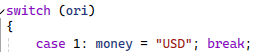 switch (ori)
{
case 1: money = "USD"; break;